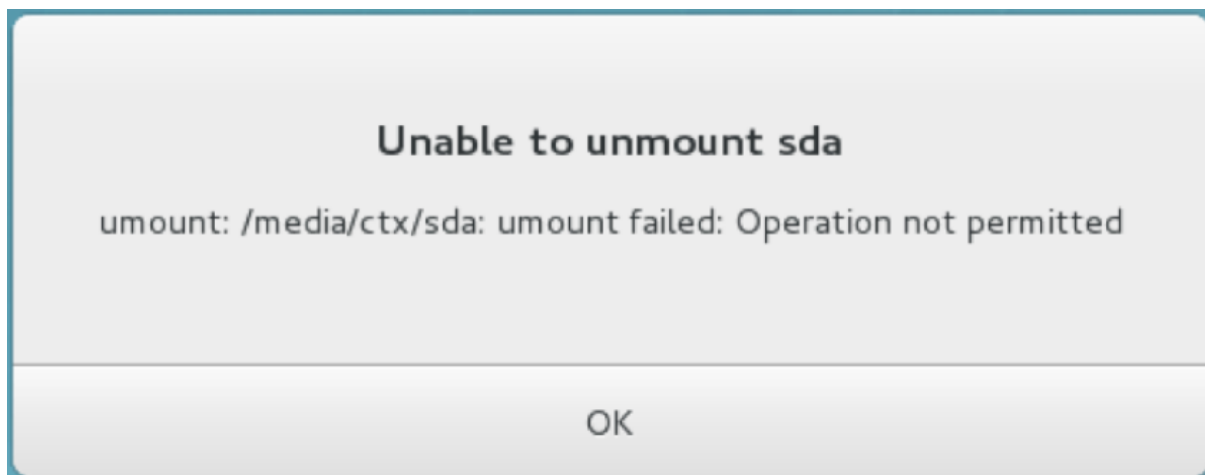 Unable to unmount sda
umount: /media/ctx/sda: umount failed: Operation not permitted
OK